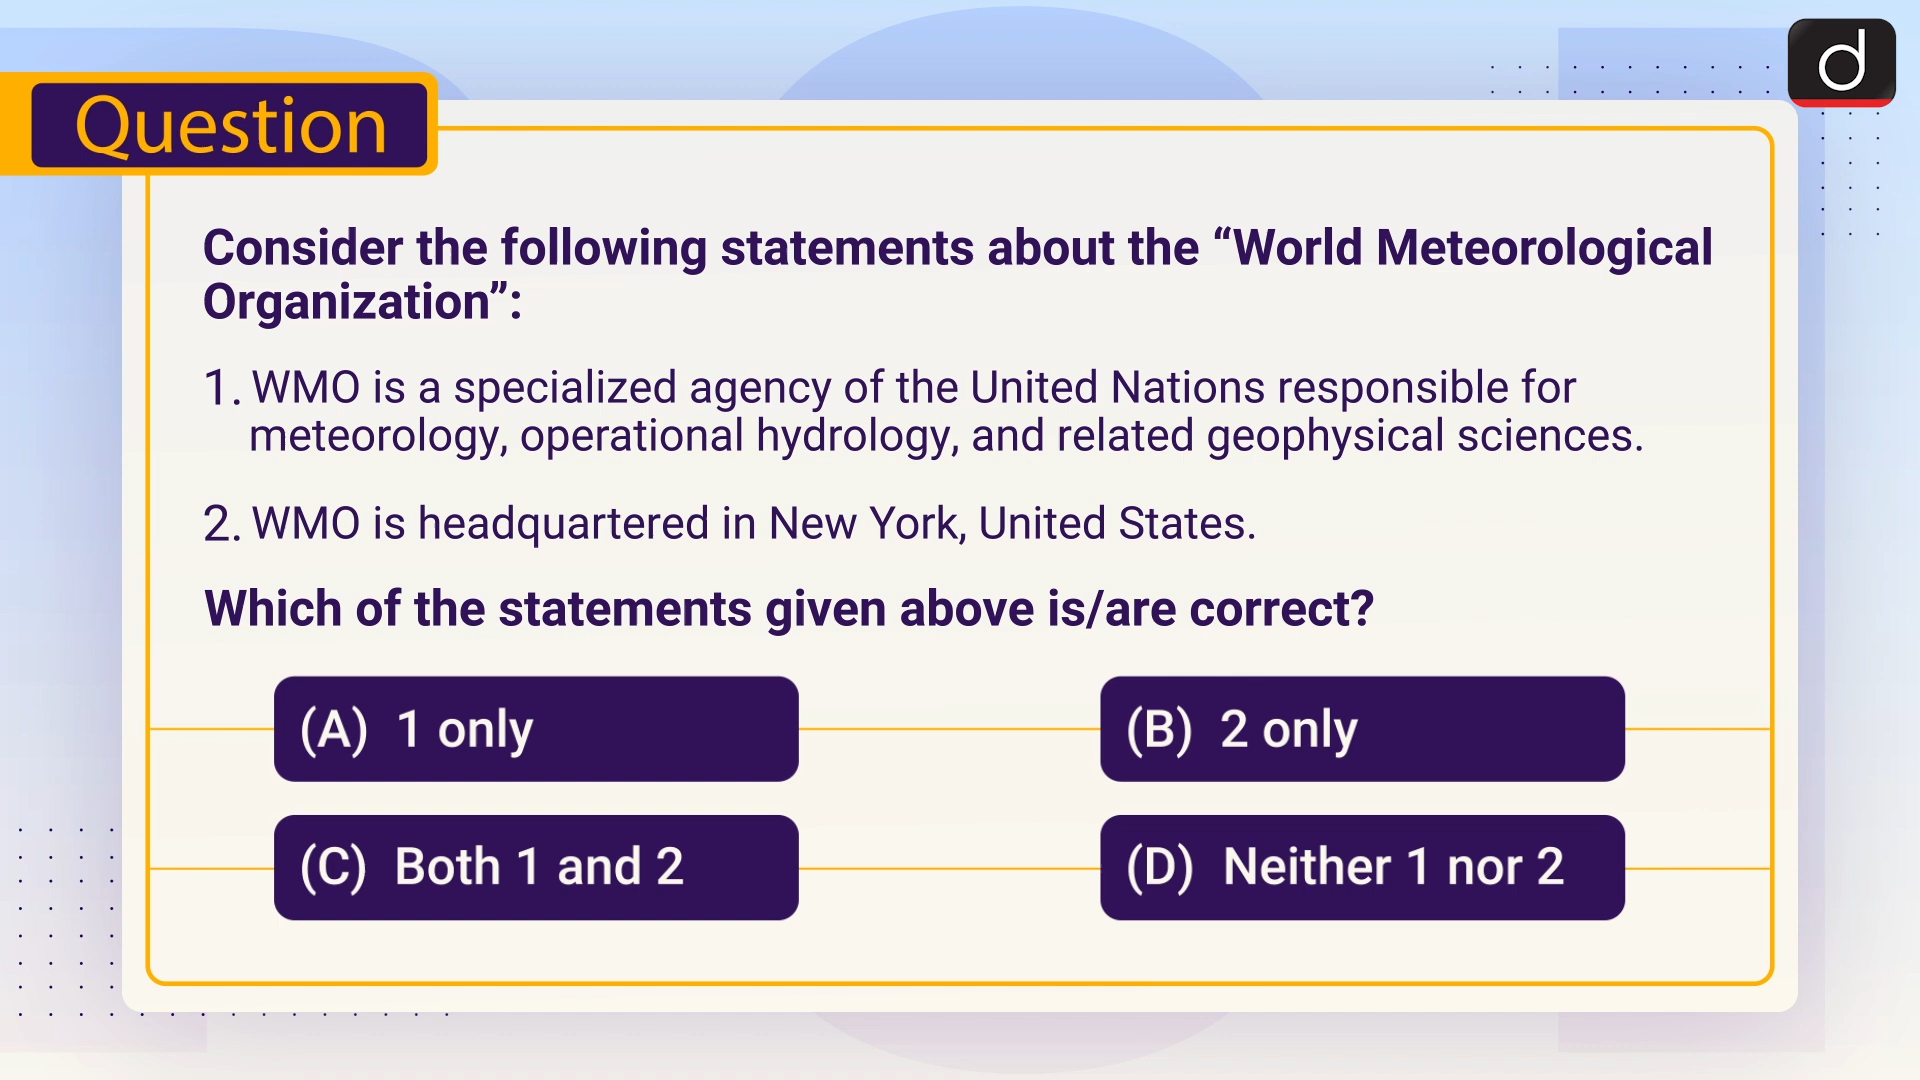 d
Question
Consider the following statements about the “World Meteorological
Organization”:
1. WMO is a specialized agency of the United Nations responsible for
meteorology, operational hydrology, and related geophysical sciences.
2. WMO is headquartered in New York, United States.
Which of the statements given above is/are correct?
(A) 1 only
(B) 2 only
(C) Both 1 and 2
(D) Neither 1 nor 2